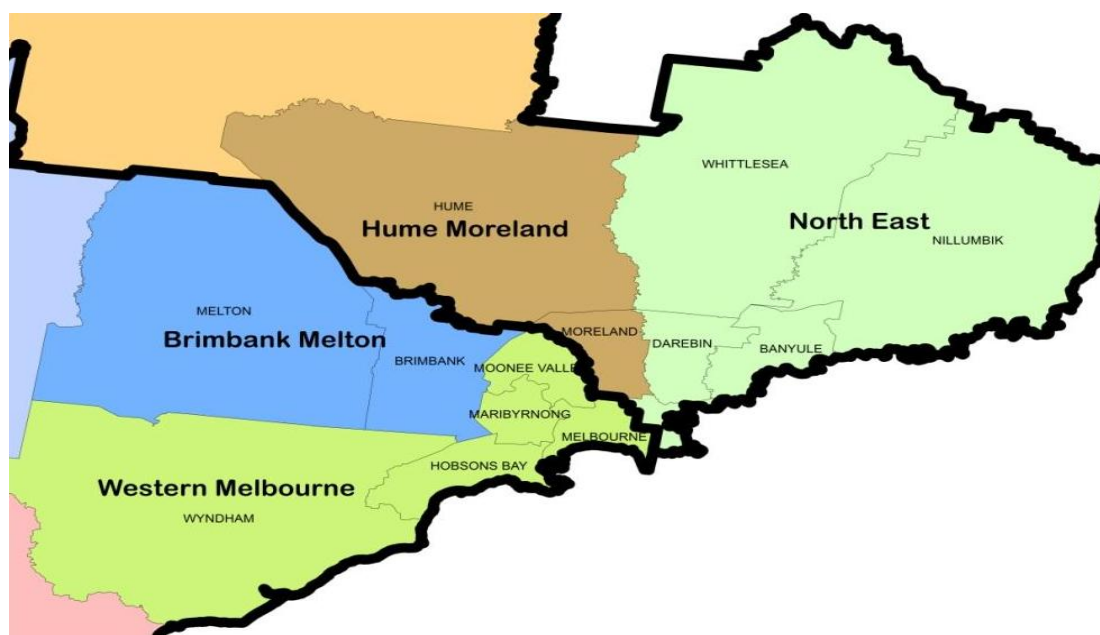 WHITTLESEA
HUME
North East
Hume Moreland
NILLUMBIK
MELTON
Brimbank Melton
MORELAND
DAREBIN
BANYULE
BRIMBANK
MOONEE VALLE
MARIBYRNONG
MELBOURNE
HOBSONS BAY
Western Melbourne
WYNDHAM